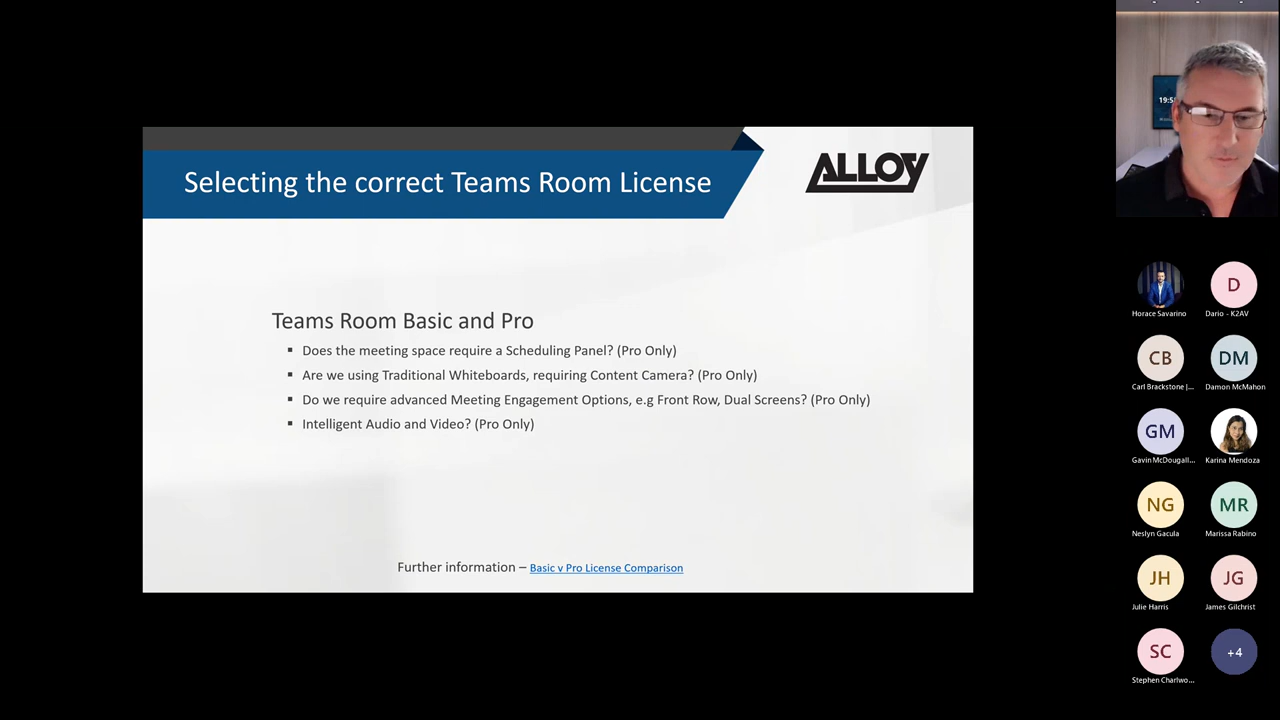 Selecting the correct Teams Room License
ALLOY
Teams Room Basic and Pro
▪ Does the meeting space require a Scheduling Panel? (Pro Only)
▪ Are we using Traditional Whiteboards, requiring Content Camera? (Pro Only)
▪ Do we require advanced Meeting Engagement Options, e.g Front Row, Dual Screens? (Pro Only)
▪ Intelligent Audio and Video? (Pro Only)
Further information – Basic v Pro License Comparison
19:5
D
Horace Savarino
Dario - K2AV
CB
DM
Carl Brackstone |...
Damon McMahon
GM
Gavin McDougall...
Karina Mendoza
NG
MR
Neslyn Gacula
Marissa Rabino
JH
JG
Julie Harris
James Gilchrist
SC
+4
Stephen Charlwo...